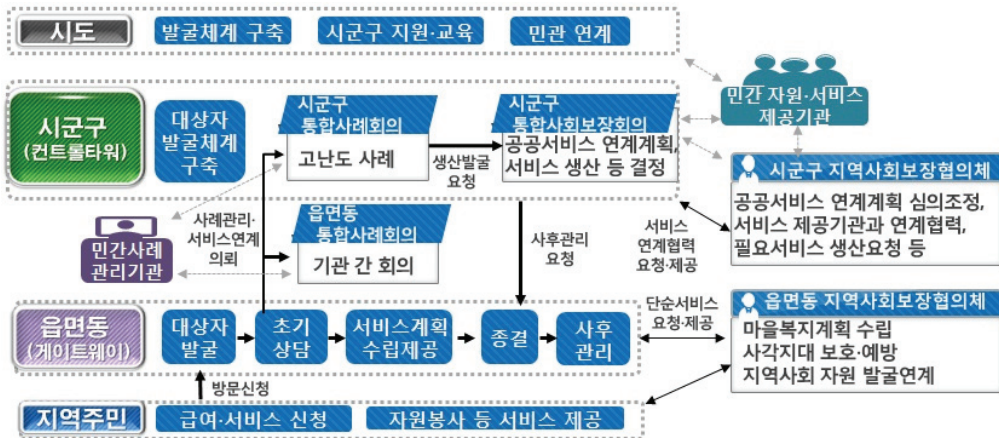 시도
발굴체계 구축
시군구 지원·교육
민관 연계
민간 자원·서비스
제공기관
시군구
(컨트롤타워)
대상자
발굴체계
구축
시군구
통합사례회의
고난도 사례
생산발굴
요청
시군구
통합사회보장회의
공공서비스 연계계획,
서비스 생산 등 결정
시군구 지역사회보장협의체
공공서비스 연계계획 심의조정,
서비스 제공기관과 연계협력,
필요서비스 생산요청 등
민간사례
관리기관
사례관리·
서비스연계
의뢰
읍면동
통합사례회의
기관 간 회의
사후관리
요청
서비스
연계협력
요청·제공
읍면동
(게이트웨이)
대상자
발굴
초기
상담
서비스계획
수립제공
종결
사후
관리
단순서비스
요청·제공
읍면동 지역사회보장협의체
마을복지계획 수립
사각지대 보호·예방
지역사회 자원 발굴연계
방문신청
지역주민
급여·서비스 신청
자원봉사 등 서비스 제공